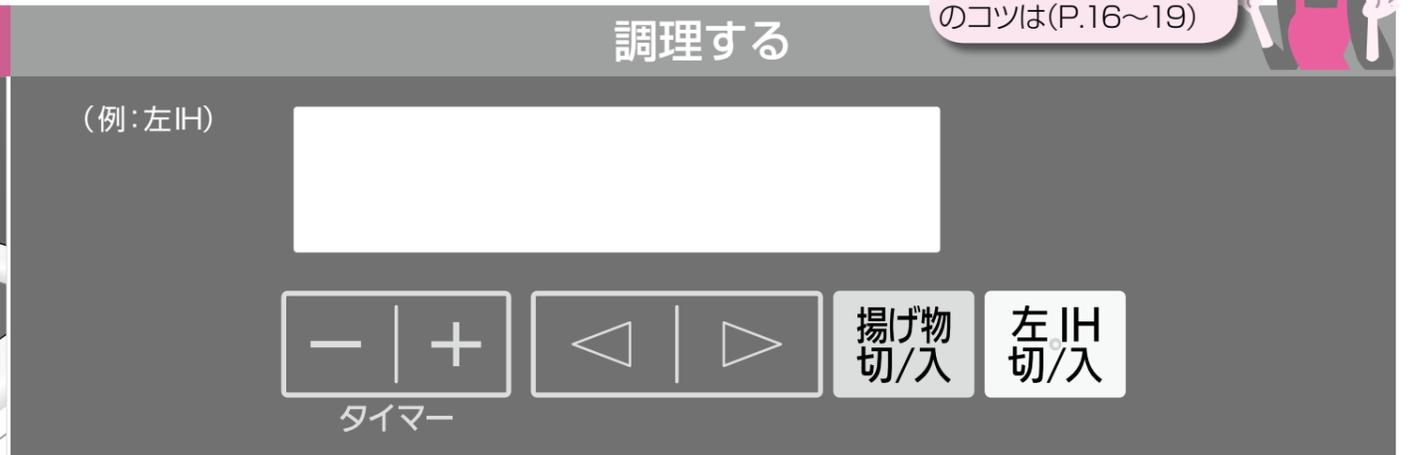 のコツは(P.16～19)
調理する
（例：左IH）
− +
◁ ▷
揚げ物
切/入
左IH
切/入
タイマー